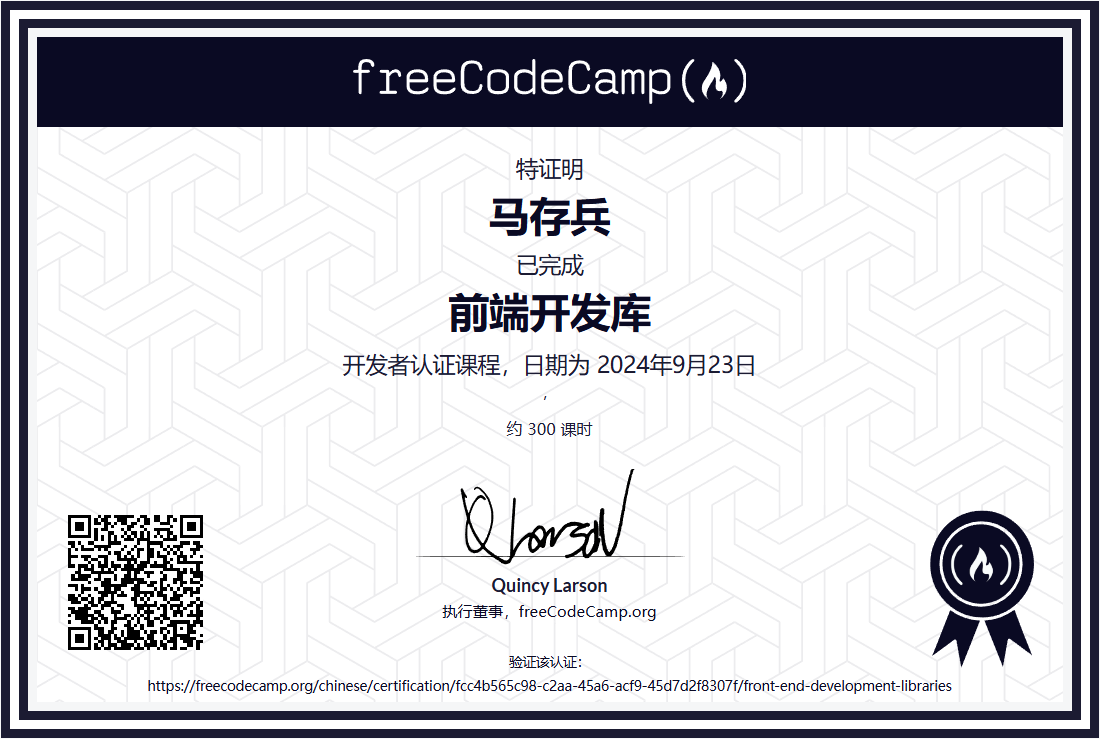 freeCodeCamp
特证明
马存兵
已完成
前端开发库
开发者认证课程，日期为 2024年9月23日
,
约 300 课时
Quincy Larson
执行董事，freeCodeCamp.org
验证该认证：
https://freecodecamp.org/chinese/certification/fcc4b565c98-c2aa-45a6-acf9-45d7d2f8307f/front-end-development-libraries